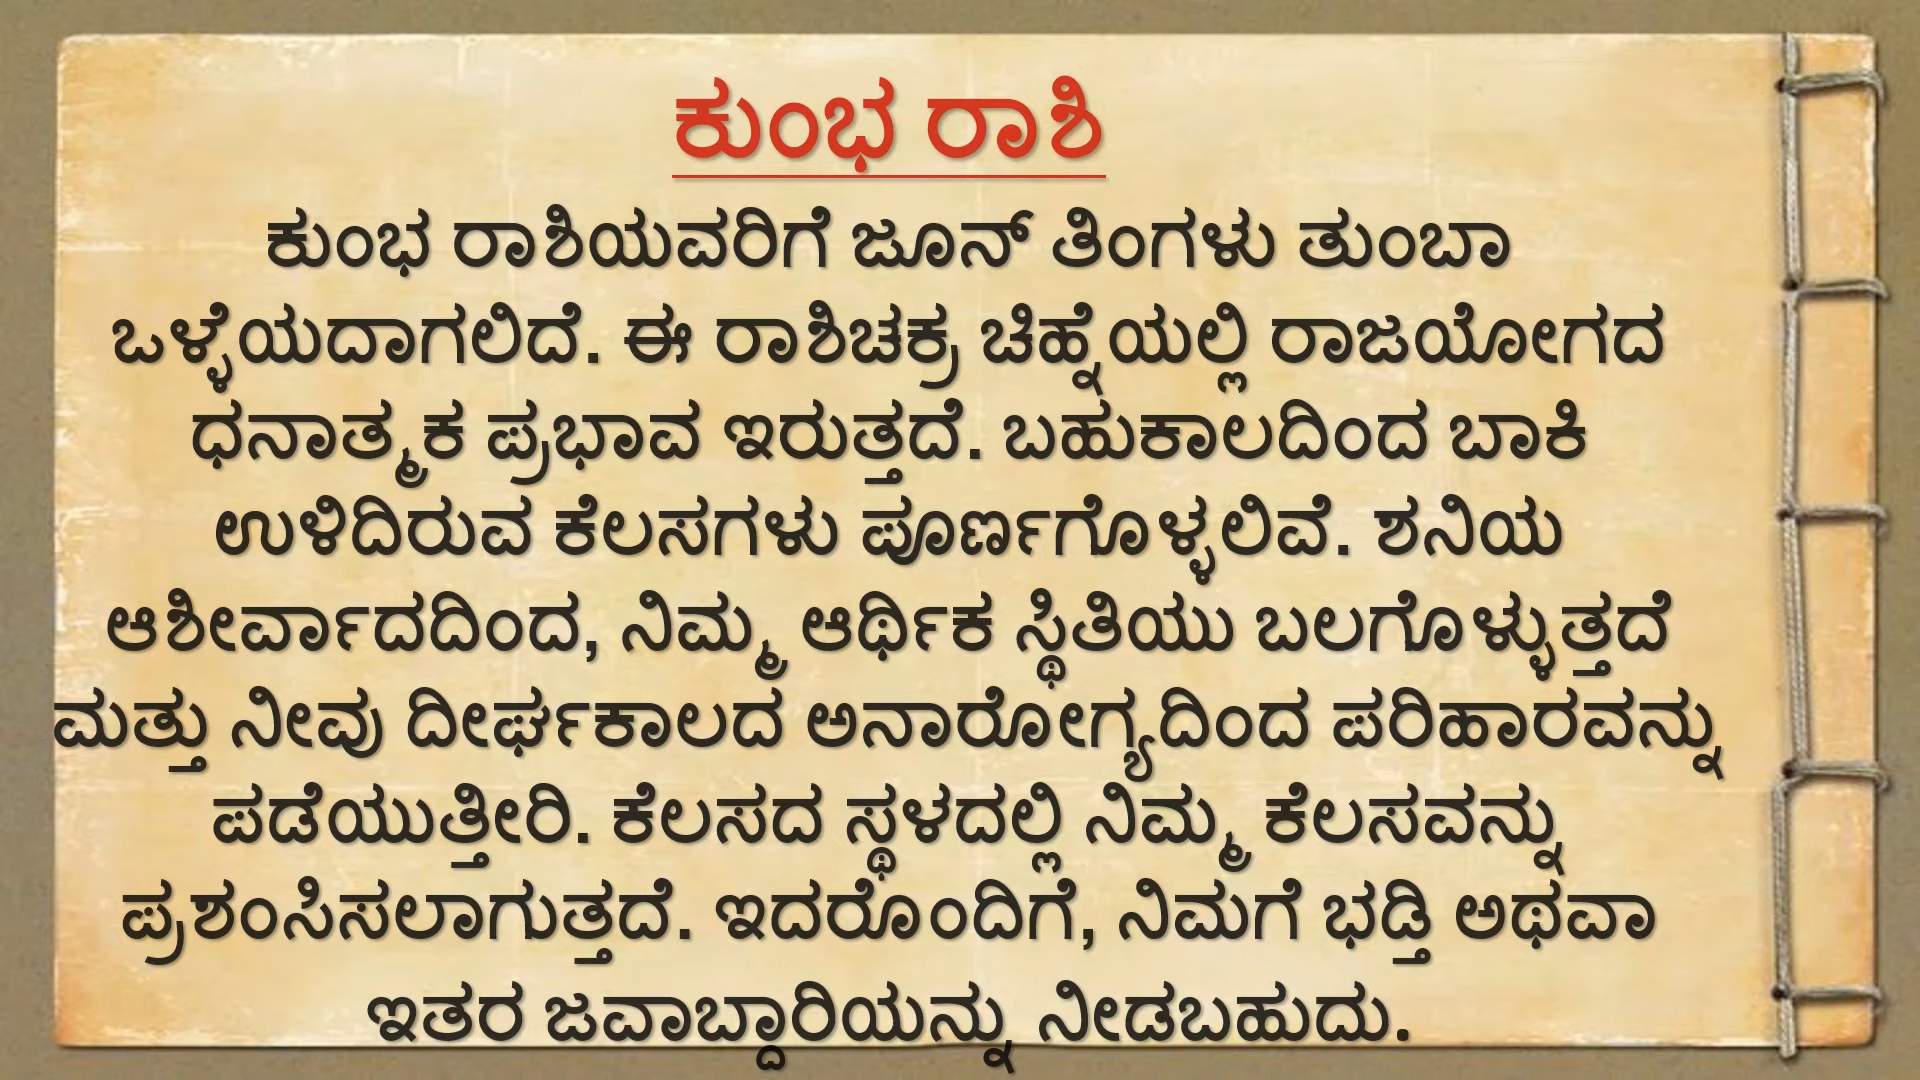 ಕುಂಭ ರಾಶಿ
ಕುಂಭ ರಾಶಿಯವರಿಗೆ ಜೂನ್ ತಿಂಗಳು ತುಂಬಾ
ಒಳ್ಳೆಯದಾಗಲಿದೆ. ಈ ರಾಶಿಚಕ್ರ ಚಿಹ್ನೆಯಲ್ಲಿ ರಾಜಯೋಗದ
ಧನಾತ್ಮಕ ಪ್ರಭಾವ ಇರುತ್ತದೆ. ಬಹುಕಾಲದಿಂದ ಬಾಕಿ
ಉಳಿದಿರುವ ಕೆಲಸಗಳು ಪೂರ್ಣಗೊಳ್ಳಲಿವೆ. ಶನಿಯ
ಆಶೀರ್ವಾದದಿಂದ, ನಿಮ್ಮ ಆರ್ಥಿಕ ಸ್ಥಿತಿಯು ಬಲಗೊಳ್ಳುತ್ತದೆ
ಮತ್ತು ನೀವು ದೀರ್ಘಕಾಲದ ಅನಾರೋಗ್ಯದಿಂದ ಪರಿಹಾರವನ್ನು
ಪಡೆಯುತ್ತೀರಿ. ಕೆಲಸದ ಸ್ಥಳದಲ್ಲಿ ನಿಮ್ಮ ಕೆಲಸವನ್ನು
ಪ್ರಶಂಸಿಸಲಾಗುತ್ತದೆ. ಇದರೊಂದಿಗೆ, ನಿಮಗೆ ಭಡ್ತಿ ಅಥವಾ
ಇತರ ಜವಾಬ್ದಾರಿಯನ್ನು ನೀಡಬಹುದು.